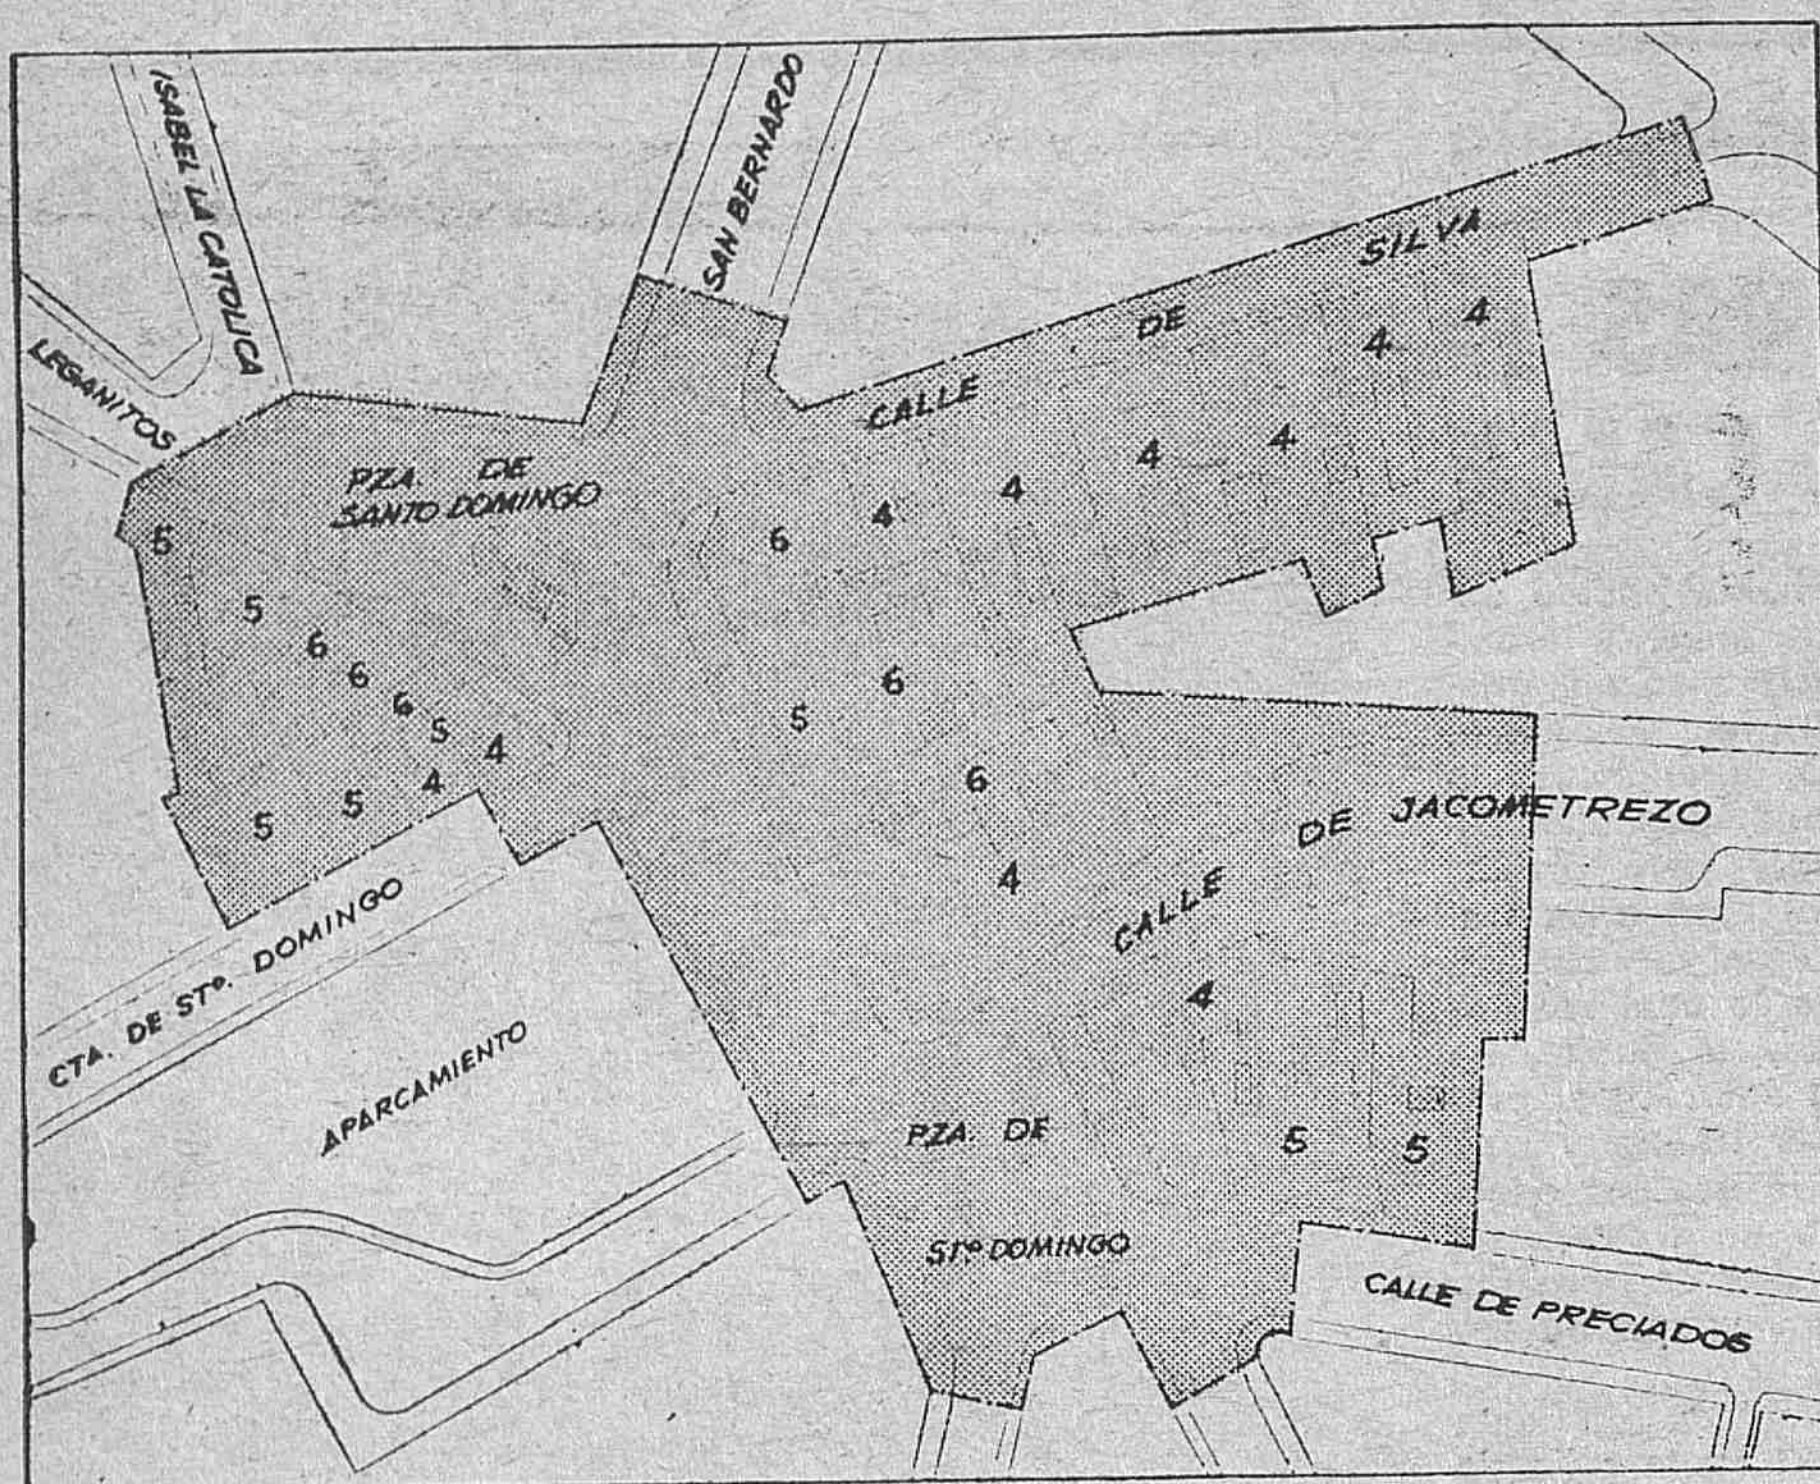 ISABEL LA CATOLICA
SAN BERNARDO
LEGANITOS
CALLE DE SILVA
4
4
PZA. DE
SANTO DOMINGO
5
6
4
4
4
4
5
6
6
6
5
4
4
5
5
6
5
6
4
CALLE DE JACOMETREZO
4
CTA. DE STº. DOMINGO
APARCAMIENTO
PZA. DE
STº DOMINGO
5
5
CALLE DE PRECIADOS